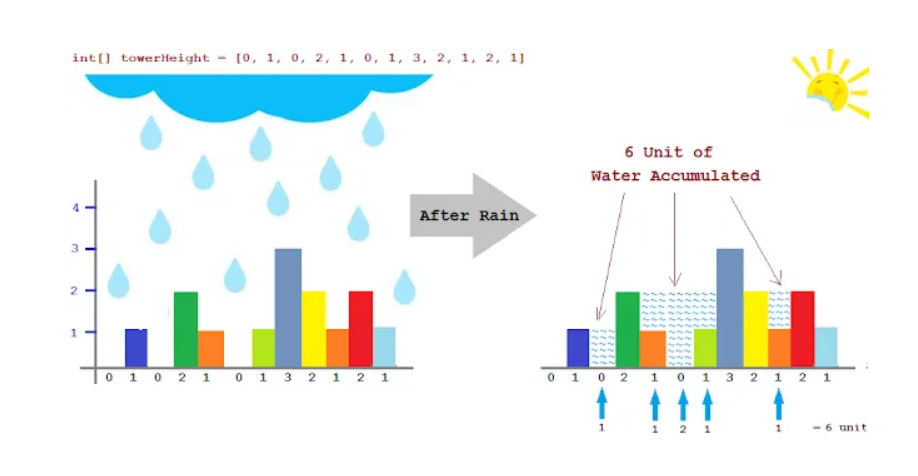 int[] towerHeight = [0, 1, 0, 2, 1, 0, 1, 3, 2, 1, 2, 1]
6 Unit of
Water Accumulated
After Rain
4
3
2
1
0 1 0 2 1 0 1 3 2 1 2 1
0 1 0 2 1 0 1 3 2 1 2 1
1 1 2 1 1 = 6 unit